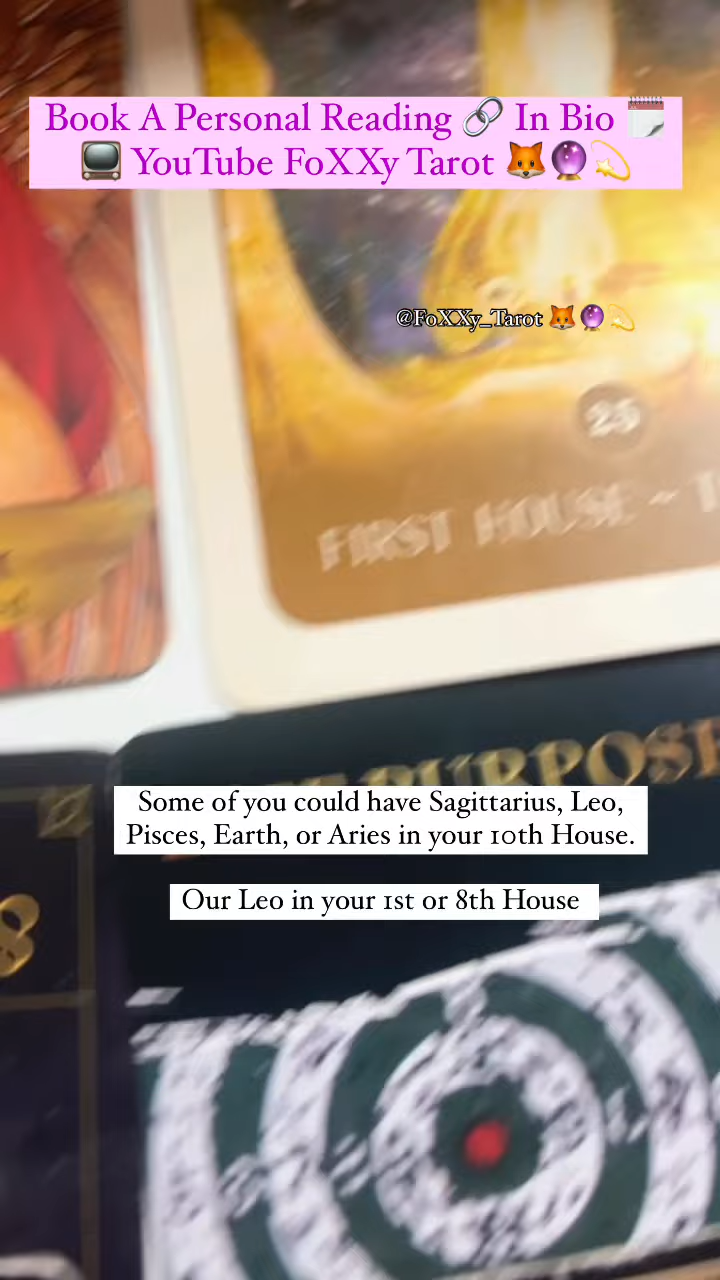 Book A Personal Reading 🔗 In Bio 🗓️
📺 YouTube FoXXy Tarot 🦊🔮💫
@FoXXy_Tarot 🦊🔮💫
25
FIRST HOUSE ~
PURPOSE
Some of you could have Sagittarius, Leo,
Pisces, Earth, or Aries in your 10th House.
Our Leo in your 1st or 8th House
8